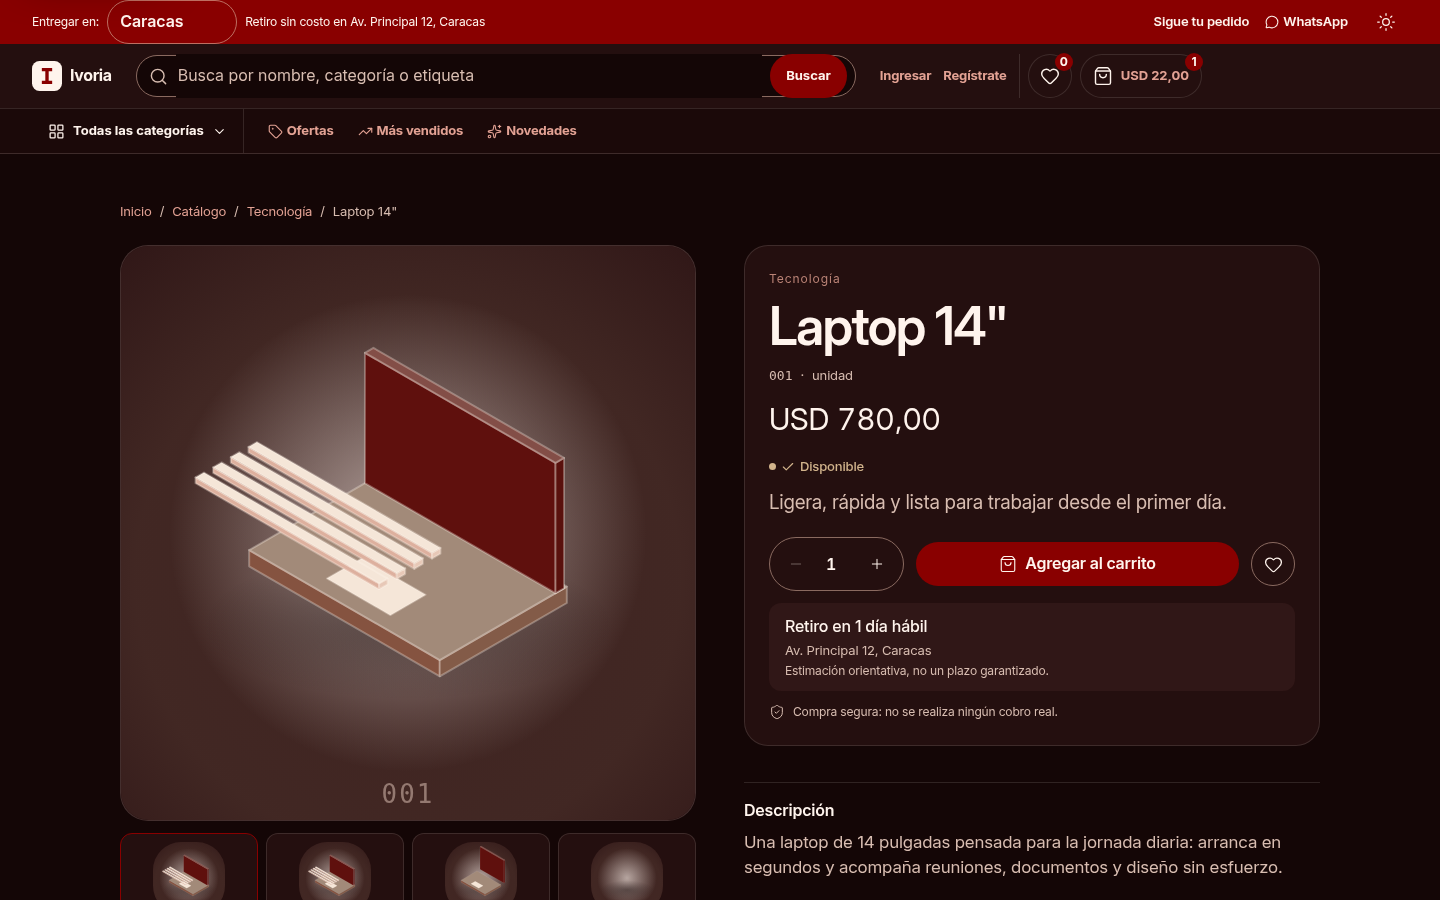 Entregar en: Caracas Retiro sin costo en Av. Principal 12, Caracas Sigue tu pedido WhatsApp
I Ivoria Busca por nombre, categoría o etiqueta Buscar Ingresar Regístrate 0 USD 22,00 1
Todas las categorías Ofertas Más vendidos Novedades
Inicio / Catálogo / Tecnología / Laptop 14"
Tecnología
Laptop 14"
001 · unidad
USD 780,00
Disponible
Ligera, rápida y lista para trabajar desde el primer día.
− 1 + Agregar al carrito
Retiro en 1 día hábil
Av. Principal 12, Caracas
Estimación orientativa, no un plazo garantizado.
Compra segura: no se realiza ningún cobro real.
001
Descripción
Una laptop de 14 pulgadas pensada para la jornada diaria: arranca en
segundos y acompaña reuniones, documentos y diseño sin esfuerzo.